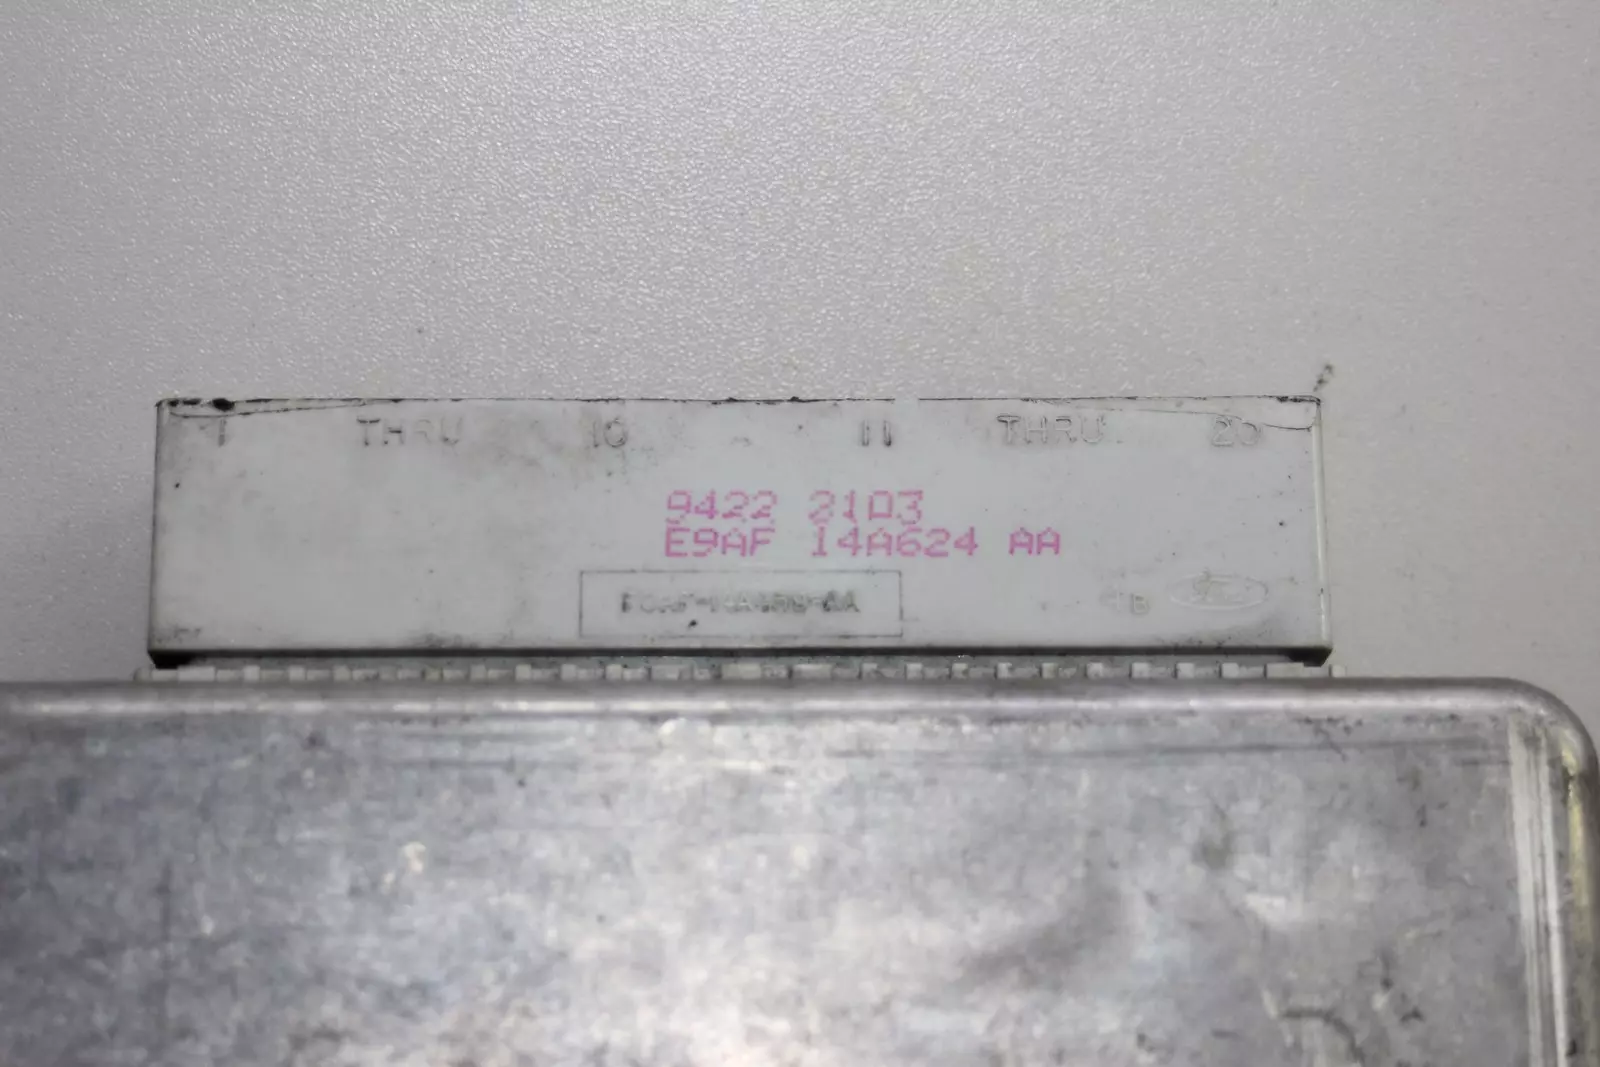 1 THRU 10 11 THRU 20
9422 2103
E9AF 14A624 AA